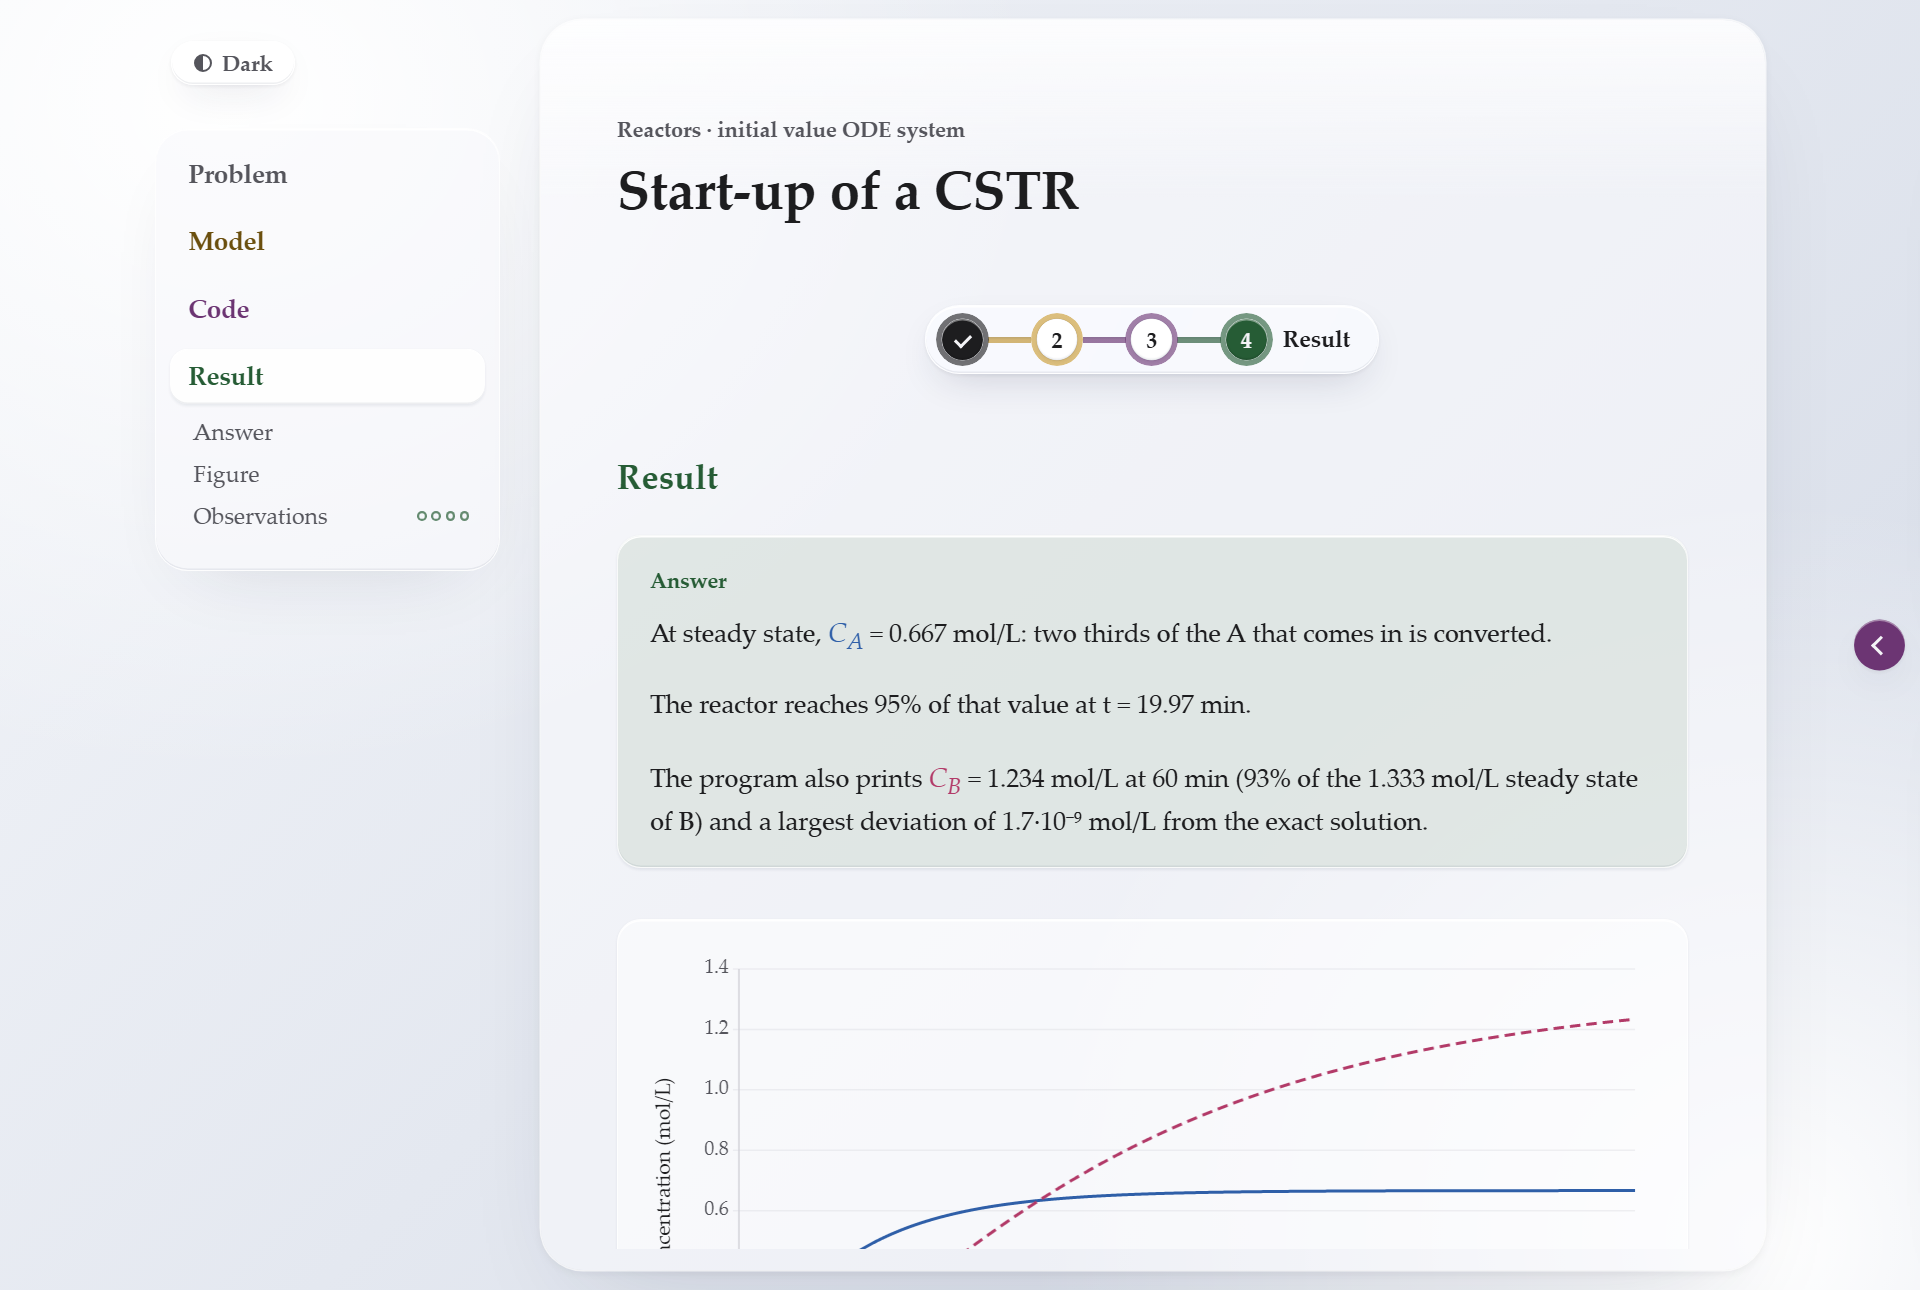 Dark
Problem
Model
Code
Result
Answer
Figure
Observations
Reactors · initial value ODE system
Start-up of a CSTR
2
3
4
Result
Result
Answer
At steady state, C_A = 0.667 mol/L: two thirds of the A that comes in is converted.
The reactor reaches 95% of that value at t = 19.97 min.
The program also prints C_B = 1.234 mol/L at 60 min (93% of the 1.333 mol/L steady state
of B) and a largest deviation of 1.7·10⁻⁹ mol/L from the exact solution.
1.4
1.2
1.0
0.8
0.6
(mol/L)